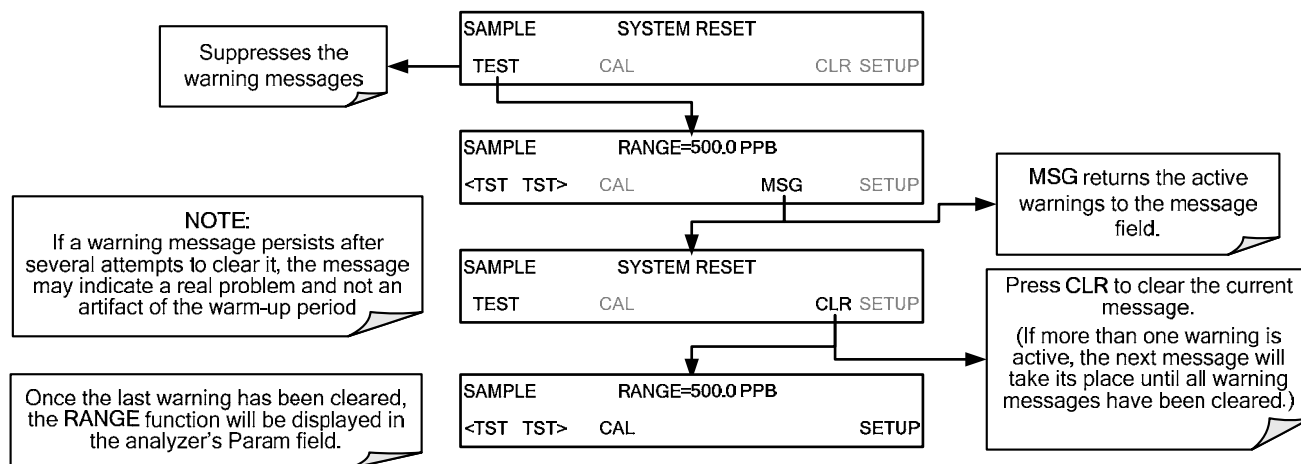 Suppresses the
warning messages
SAMPLE SYSTEM RESET
TEST CAL CLR SETUP
SAMPLE RANGE=500.0 PPB
<TST TST> CAL MSG SETUP
MSG returns the active
warnings to the message
field.
NOTE:
If a warning message persists after
several attempts to clear it, the message
may indicate a real problem and not an
artifact of the warm-up period
SAMPLE SYSTEM RESET
TEST CAL CLR SETUP
Press CLR to clear the current
message.
(If more than one warning is
active, the next message will
take its place until all warning
messages have been cleared.)
Once the last warning has been cleared,
the RANGE function will be displayed in
the analyzer's Param field.
SAMPLE RANGE=500.0 PPB
<TST TST> CAL SETUP